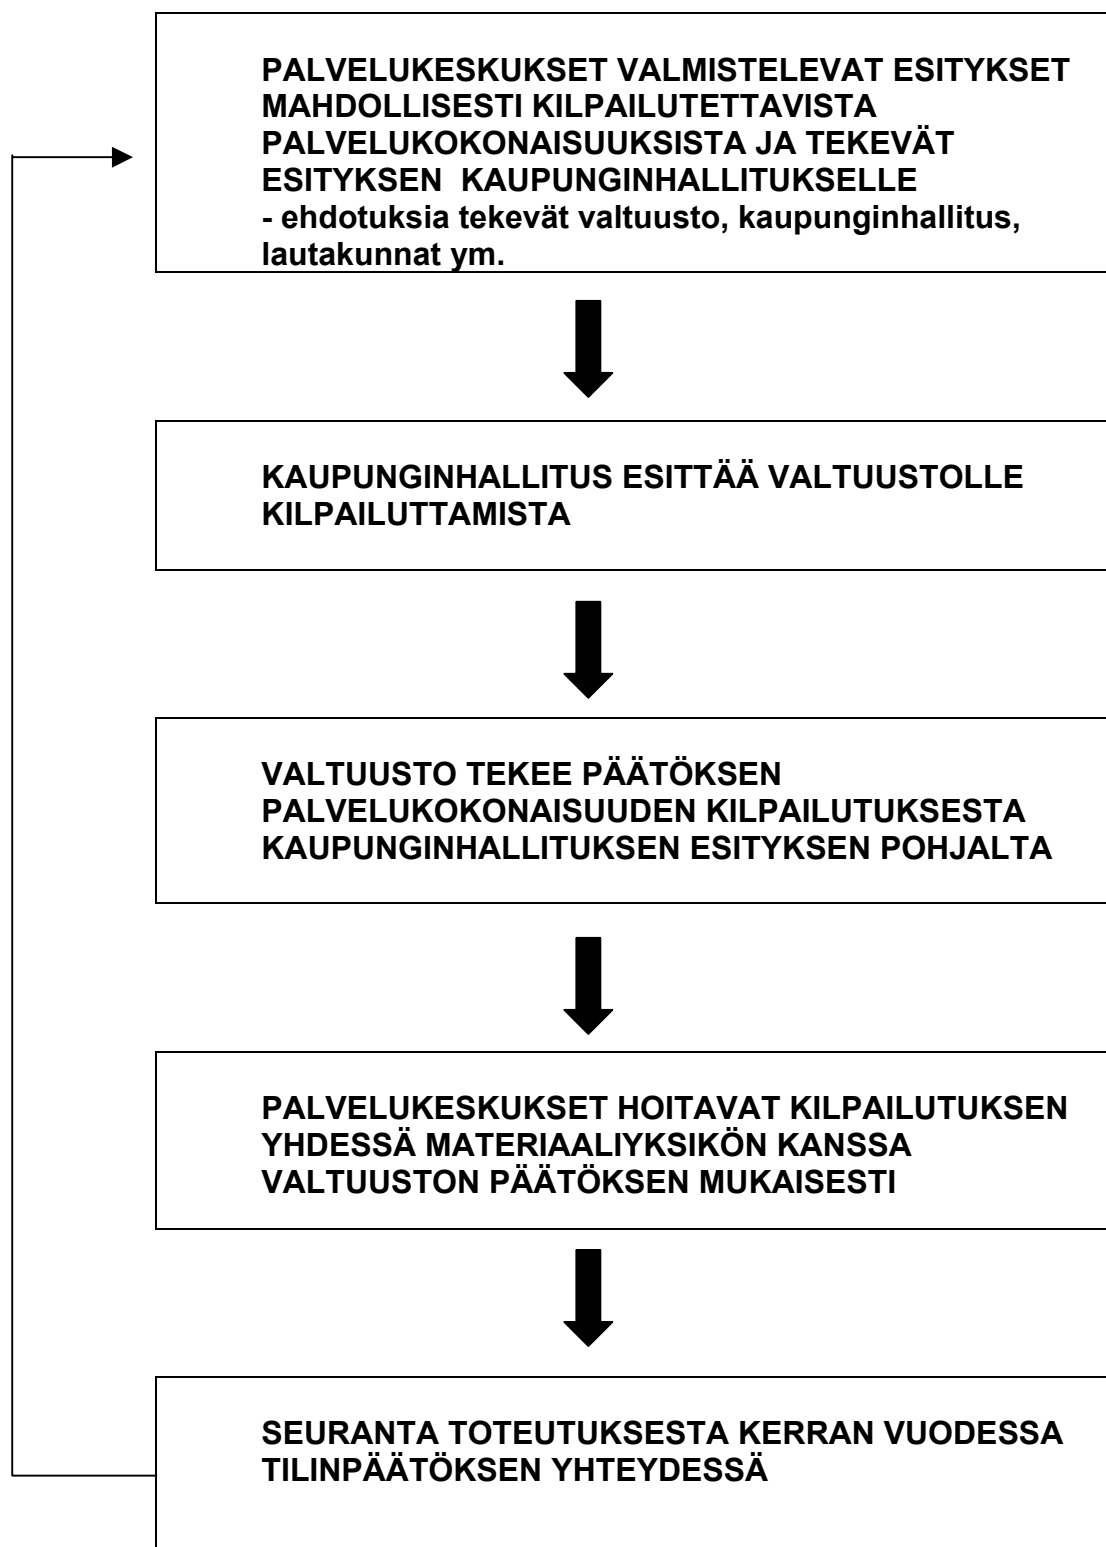 PALVELUKESKUKSET VALMISTELEVAT ESITYKSET
MAHDOLLISESTI KILPAILUTETTAVISTA
PALVELUKOKONAISUUKSISTA JA TEKEVÄT
ESITYKSEN KAUPUNGINHALLITUKSELLE
- ehdotuksia tekevät valtuusto, kaupunginhallitus,
lautakunnat ym.
KAUPUNGINHALLITUS ESITTÄÄ VALTUUSTOLLE
KILPAILUTTAMISTA
VALTUUSTO TEKEE PÄÄTÖKSEN
PALVELUKOKONAISUUDEN KILPAILUTUKSESTA
KAUPUNGINHALLITUKSEN ESITYKSEN POHJALTA
PALVELUKESKUKSET HOITAVAT KILPAILUTUKSEN
YHDESSÄ MATERIAALIYKSIKÖN KANSSA
VALTUUSTON PÄÄTÖKSEN MUKAISESTI
SEURANTA TOTEUTUKSESTA KERRAN VUODESSA
TILINPÄÄTÖKSEN YHTEYDESSÄ